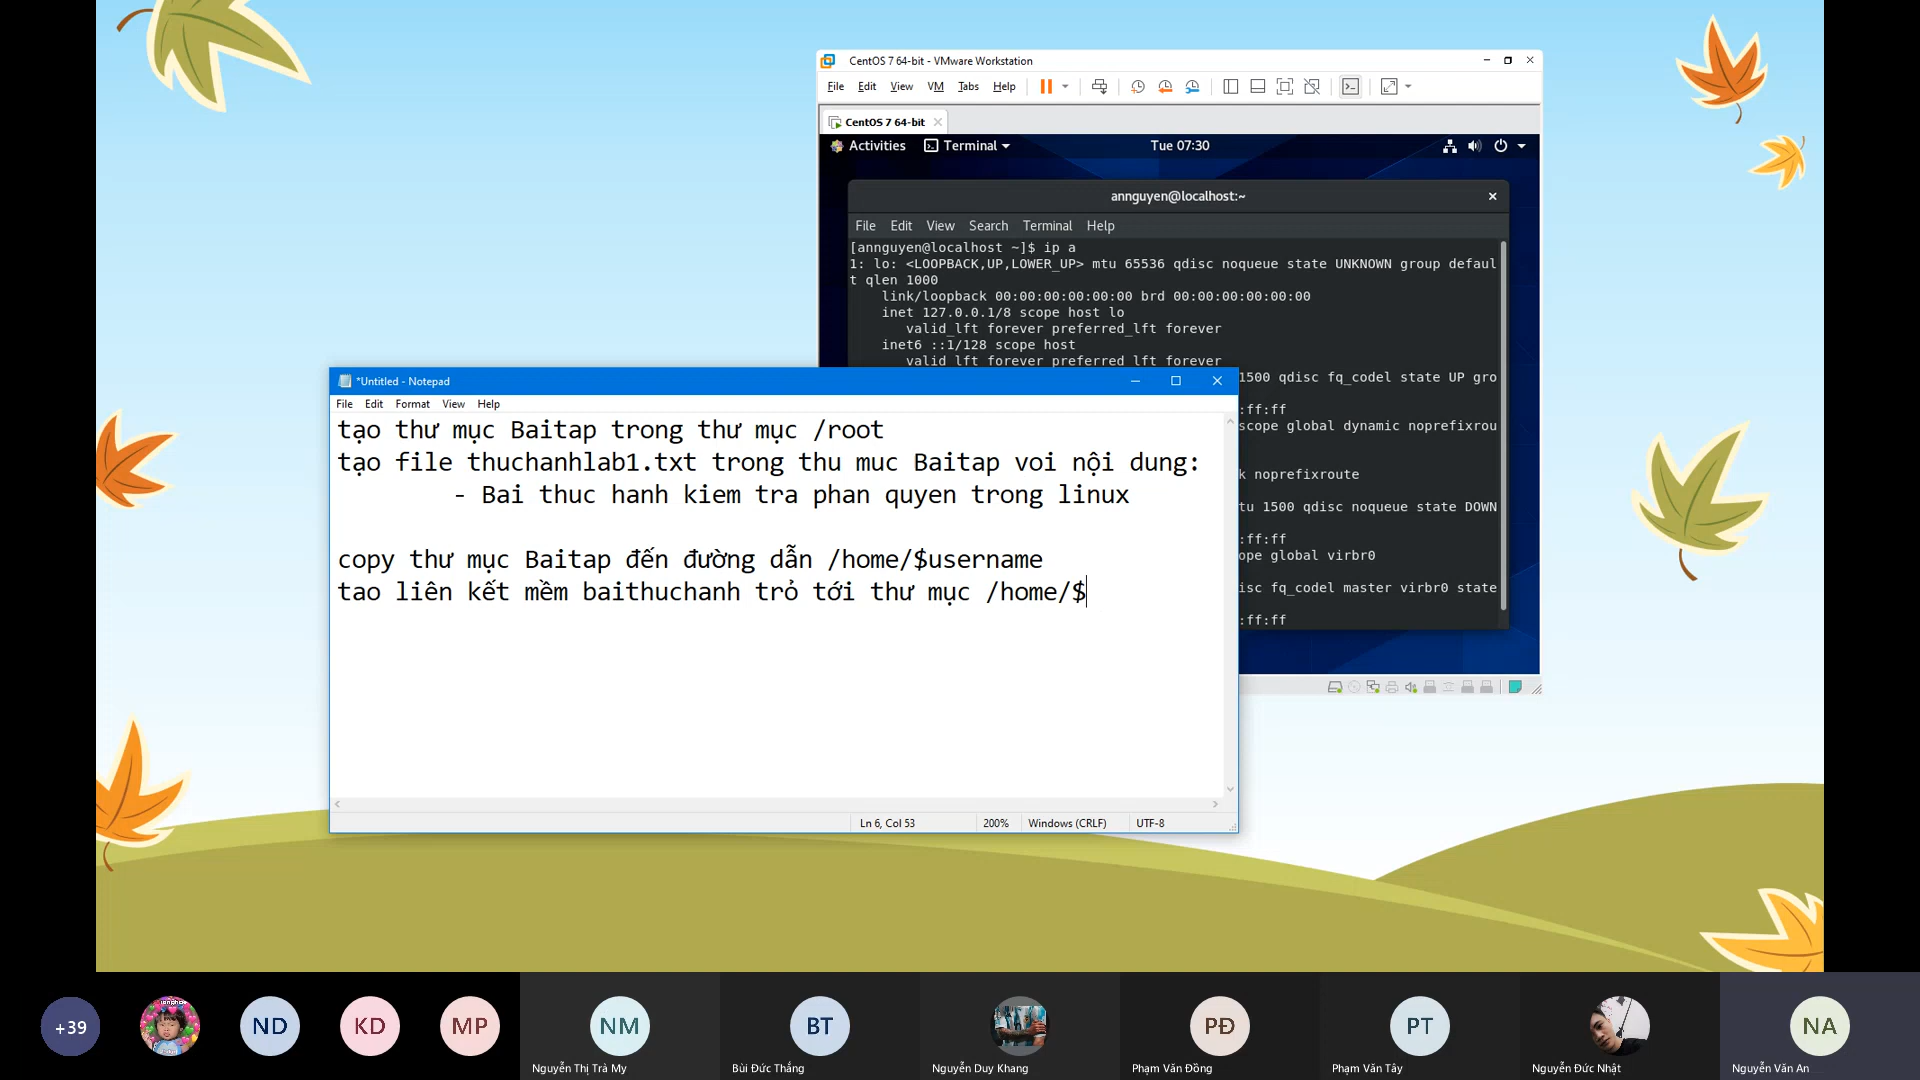 CentOS 7 64-bit - VMware Workstation
File Edit View VM Tabs Help
CentOS 7 64-bit
Activities Terminal Tue 07:30
annguyen@localhost:~
File Edit View Search Terminal Help
[annguyen@localhost ~]$ ip a
1: lo: <LOOPBACK,UP,LOWER_UP> mtu 65536 qdisc noqueue state UNKNOWN group defaul
t qlen 1000
link/loopback 00:00:00:00:00:00 brd 00:00:00:00:00:00
inet 127.0.0.1/8 scope host lo
valid_lft forever preferred_lft forever
inet6 ::1/128 scope host
valid_lft forever preferred_lft forever
1500 qdisc fq_codel state UP gro
:ff:ff
scope global dynamic noprefixrou
k noprefixroute
tu 1500 qdisc noqueue state DOWN
:ff:ff
ope global virbr0
isc fq_codel master virbr0 state
:ff:ff
*Untitled - Notepad
File Edit Format View Help
tạo thư mục Baitap trong thư mục /root
tạo file thuchanhlab1.txt trong thu muc Baitap voi nội dung:
- Bai thuc hanh kiem tra phan quyen trong linux
copy thư mục Baitap đến đường dẫn /home/$username
tao liên kết mềm baithuchanh trỏ tới thư mục /home/$
Ln 6, Col 53 200% Windows (CRLF) UTF-8
+39 ND KD MP NM BT PĐ PT NA
Nguyễn Thị Trà My Bùi Đức Thắng Nguyễn Duy Khang Phạm Văn Đồng Phạm Văn Tây Nguyễn Đức Nhật Nguyễn Văn An